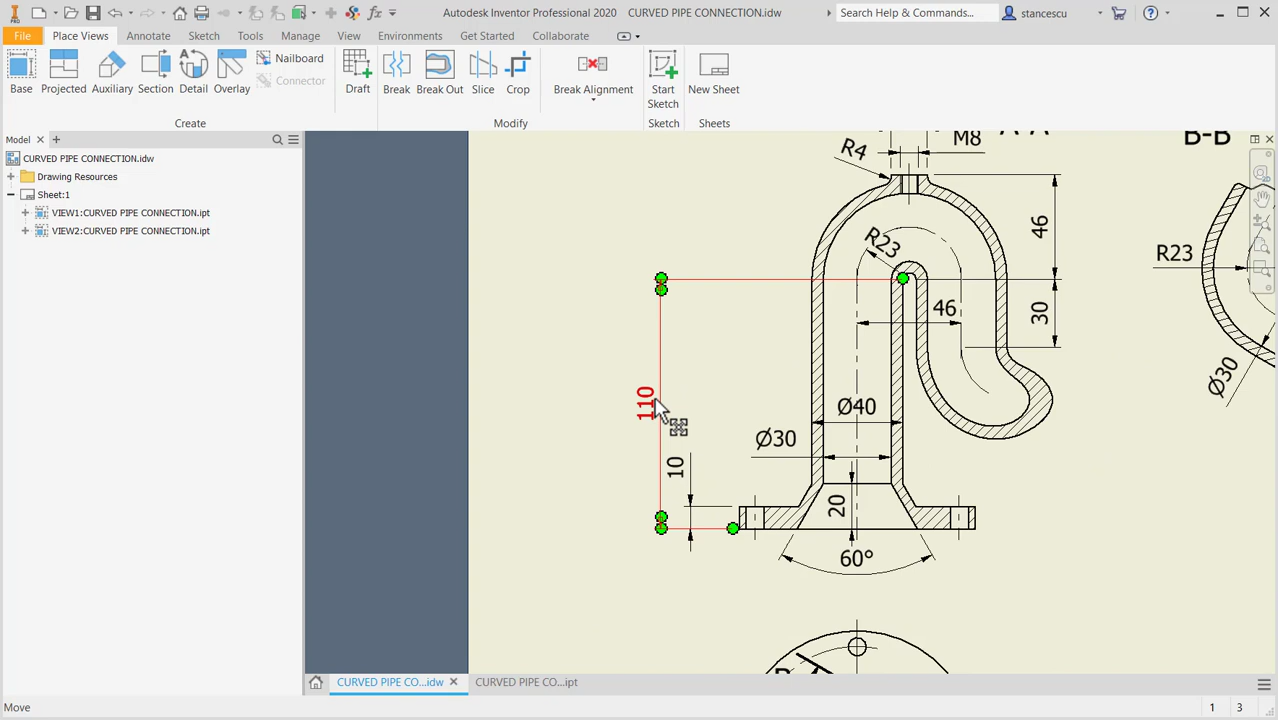 Autodesk Inventor Professional 2020 CURVED PIPE CONNECTION.idw
Search Help & Commands...
stancescu
PRO
fx
File
Place Views
Annotate
Sketch
Tools
Manage
View
Environments
Get Started
Collaborate
Base
Projected
Auxiliary
Section
Detail
Overlay
Nailboard
Connector
Draft
Break
Break Out
Slice
Crop
Break Alignment
Start
Sketch
New Sheet
Create
Modify
Sketch
Sheets
Model
CURVED PIPE CONNECTION.idw
Drawing Resources
Sheet:1
VIEW1:CURVED PIPE CONNECTION.ipt
VIEW2:CURVED PIPE CONNECTION.ipt
M8
A-A
B-B
R4
46
R23
R23
46
30
110
Ø40
Ø30
Ø30
10
20
60°
CURVED PIPE CO...idw
CURVED PIPE CO...ipt
Move
1
3